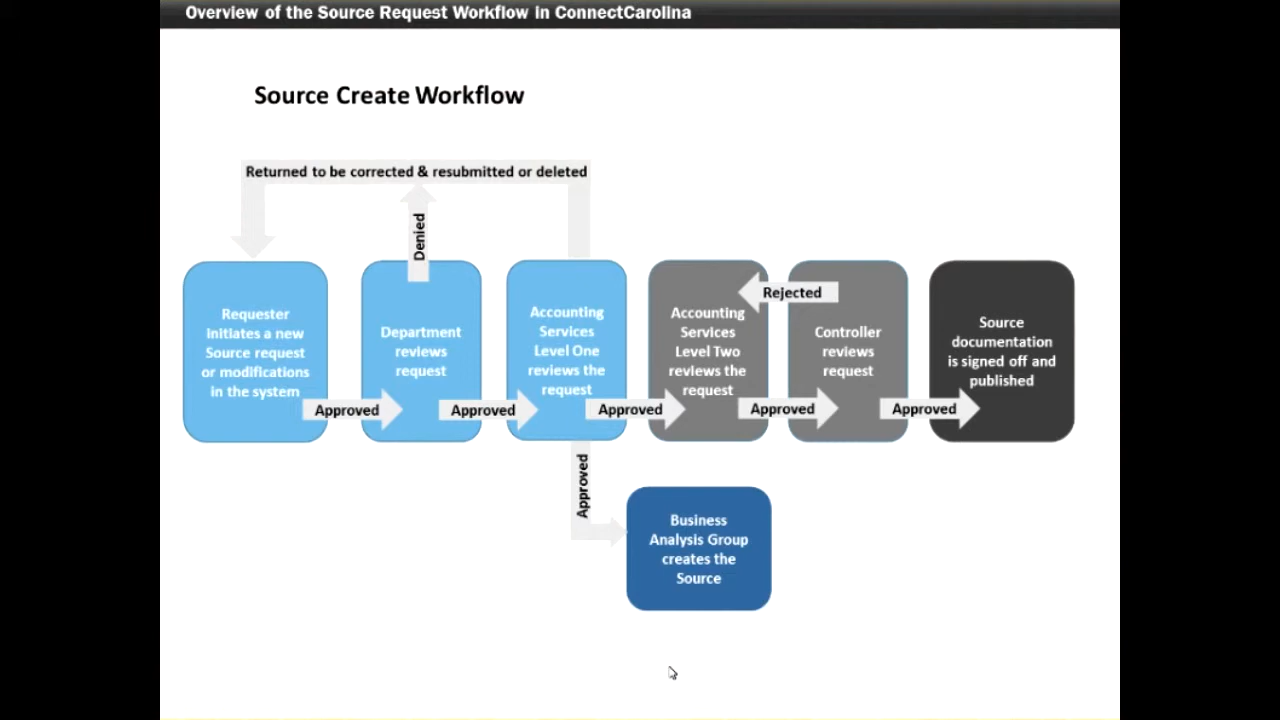 Overview of the Source Request Workflow in ConnectCarolina
Source Create Workflow
Returned to be corrected & resubmitted or deleted
Denied
Requester
initiates a new
Source request
or modifications
in the system
Approved
Department
reviews
request
Approved
Accounting
Services
Level One
reviews the
request
Approved
Accounting
Services
Level Two
reviews the
request
Rejected
Approved
Controller
reviews
request
Approved
Source
documentation
is signed off and
published
Approved
Business
Analysis Group
creates the
Source